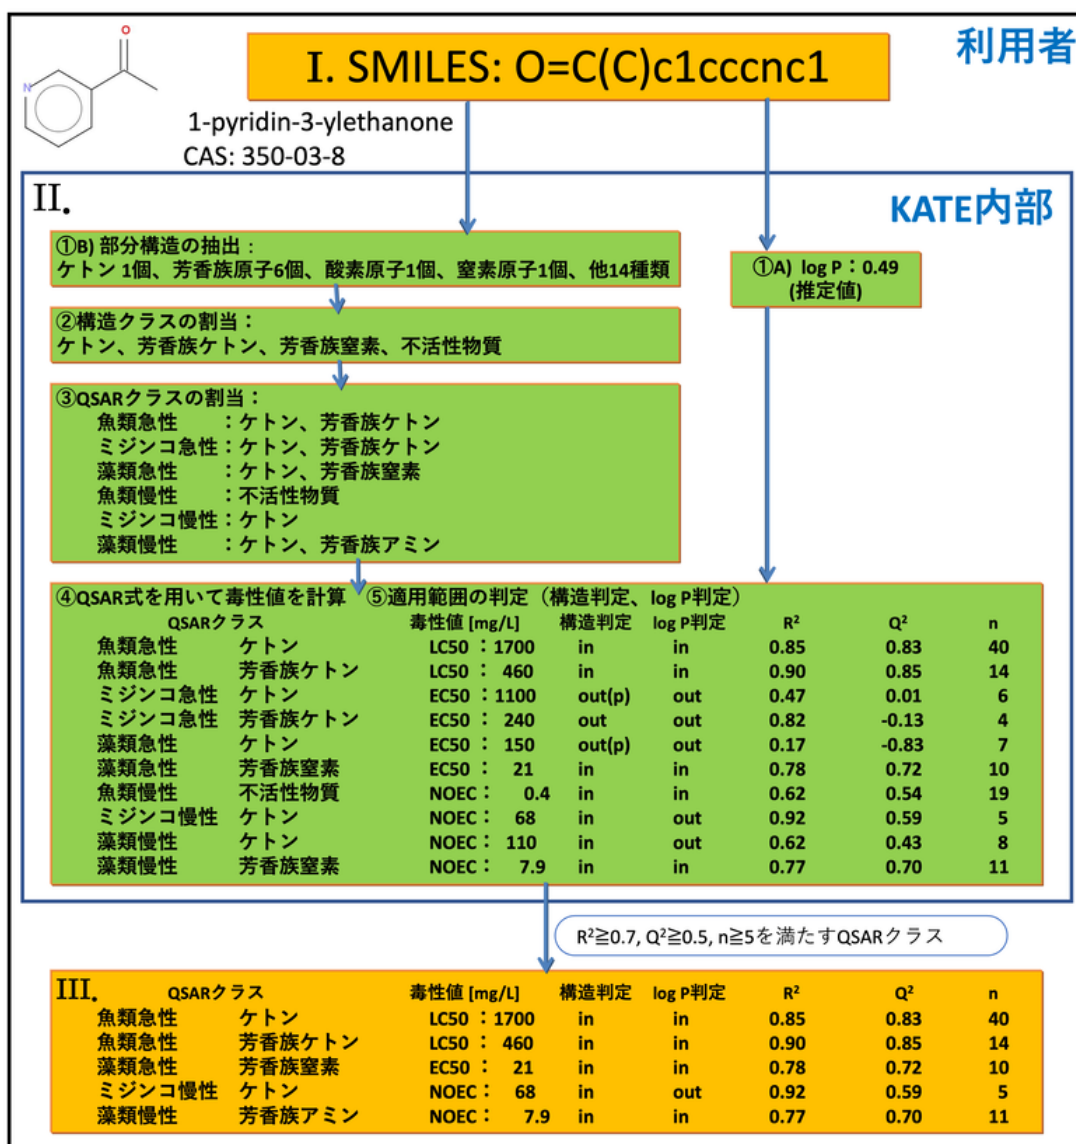 利用者
I. SMILES: O=C(C)c1cccnc1
O
N
1-pyridin-3-ylethanone
CAS: 350-03-8
II.
KATE内部
①B) 部分構造の抽出：
ケトン 1個、芳香族原子6個、酸素原子1個、窒素原子1個、他14種類
①A) log P：0.49
(推定値)
②構造クラスの割当：
ケトン、芳香族ケトン、芳香族窒素、不活性物質
③QSARクラスの割当：
魚類急性 ：ケトン、芳香族ケトン
ミジンコ急性：ケトン、芳香族ケトン
藻類急性 ：ケトン、芳香族窒素
魚類慢性 ：不活性物質
ミジンコ慢性：ケトン
藻類慢性 ：ケトン、芳香族アミン
④QSAR式を用いて毒性値を計算 ⑤適用範囲の判定（構造判定、log P判定）
QSARクラス 毒性値 [mg/L] 構造判定 log P判定 R² Q² n
魚類急性 ケトン LC50 ：1700 in in 0.85 0.83 40
魚類急性 芳香族ケトン LC50 ： 460 in in 0.90 0.85 14
ミジンコ急性 ケトン EC50 ：1100 out(p) out 0.47 0.01 6
ミジンコ急性 芳香族ケトン EC50 ： 240 out out 0.82 -0.13 4
藻類急性 ケトン EC50 ： 150 out(p) out 0.17 -0.83 7
藻類急性 芳香族窒素 EC50 ： 21 in in 0.78 0.72 10
魚類慢性 不活性物質 NOEC： 0.4 in in 0.62 0.54 19
ミジンコ慢性 ケトン NOEC： 68 in out 0.92 0.59 5
藻類慢性 ケトン NOEC： 110 in out 0.62 0.43 8
藻類慢性 芳香族窒素 NOEC： 7.9 in in 0.77 0.70 11
R²≧0.7, Q²≧0.5, n≧5を満たすQSARクラス
III. QSARクラス 毒性値 [mg/L] 構造判定 log P判定 R² Q² n
魚類急性 ケトン LC50 ：1700 in in 0.85 0.83 40
魚類急性 芳香族ケトン LC50 ： 460 in in 0.90 0.85 14
藻類急性 芳香族窒素 EC50 ： 21 in in 0.78 0.72 10
ミジンコ慢性 ケトン NOEC： 68 in out 0.92 0.59 5
藻類慢性 芳香族アミン NOEC： 7.9 in in 0.77 0.70 11